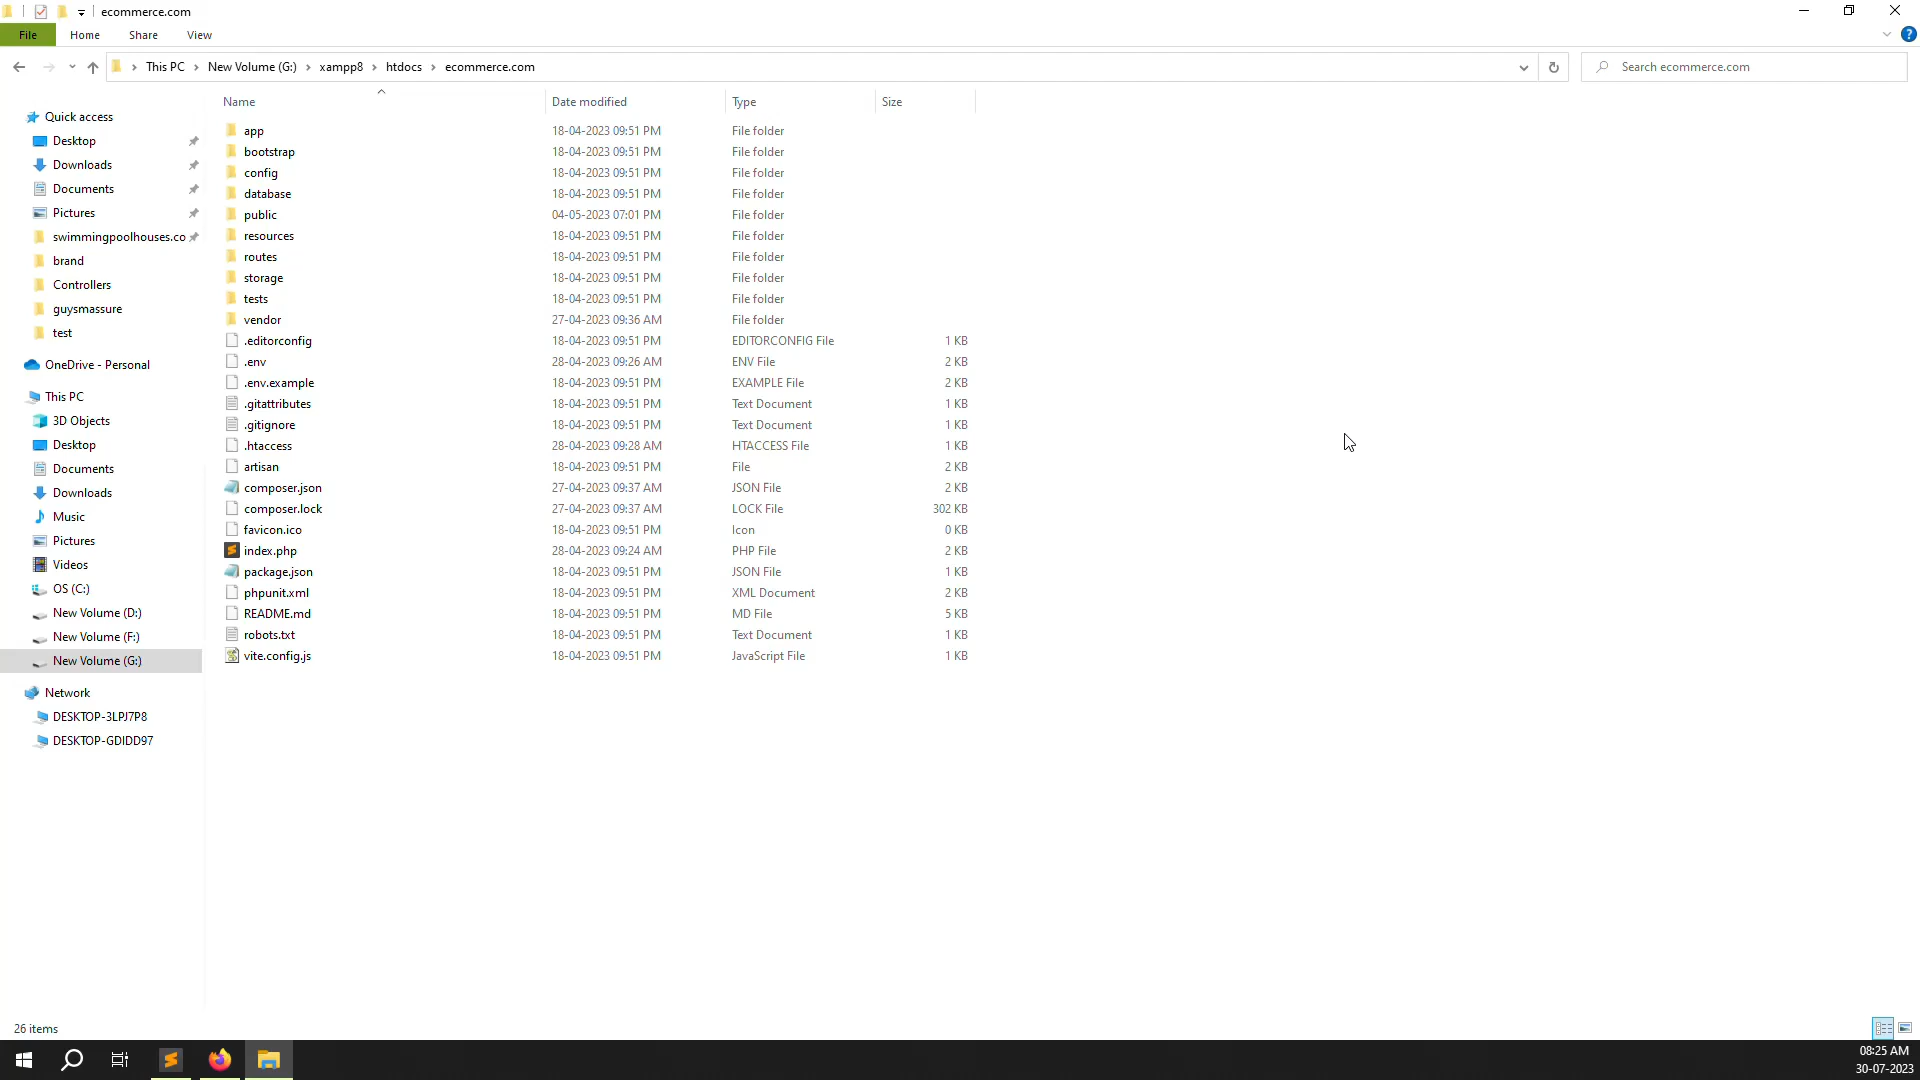 ecommerce.com
File Home Share View
This PC New Volume (G:) xampp8 htdocs ecommerce.com
Search ecommerce.com
Quick access
Desktop
Downloads
Documents
Pictures
swimmingpoolhouses.co
brand
Controllers
guysmassure
test
OneDrive - Personal
This PC
3D Objects
Desktop
Documents
Downloads
Music
Pictures
Videos
OS (C:)
New Volume (D:)
New Volume (F:)
New Volume (G:)
Network
DESKTOP-3LPJ7P8
DESKTOP-GDIDD97
Name Date modified Type Size
app 18-04-2023 09:51 PM File folder
bootstrap 18-04-2023 09:51 PM File folder
config 18-04-2023 09:51 PM File folder
database 18-04-2023 09:51 PM File folder
public 04-05-2023 07:01 PM File folder
resources 18-04-2023 09:51 PM File folder
routes 18-04-2023 09:51 PM File folder
storage 18-04-2023 09:51 PM File folder
tests 18-04-2023 09:51 PM File folder
vendor 27-04-2023 09:36 AM File folder
.editorconfig 18-04-2023 09:51 PM EDITORCONFIG File 1 KB
.env 28-04-2023 09:26 AM ENV File 2 KB
.env.example 18-04-2023 09:51 PM EXAMPLE File 2 KB
.gitattributes 18-04-2023 09:51 PM Text Document 1 KB
.gitignore 18-04-2023 09:51 PM Text Document 1 KB
.htaccess 28-04-2023 09:28 AM HTACCESS File 1 KB
artisan 18-04-2023 09:51 PM File 2 KB
composer.json 27-04-2023 09:37 AM JSON File 2 KB
composer.lock 27-04-2023 09:37 AM LOCK File 302 KB
favicon.ico 18-04-2023 09:51 PM Icon 0 KB
index.php 28-04-2023 09:24 AM PHP File 2 KB
package.json 18-04-2023 09:51 PM JSON File 1 KB
phpunit.xml 18-04-2023 09:51 PM XML Document 2 KB
README.md 18-04-2023 09:51 PM MD File 5 KB
robots.txt 18-04-2023 09:51 PM Text Document 1 KB
vite.config.js 18-04-2023 09:51 PM JavaScript File 1 KB
26 items
08:25 AM
30-07-2023